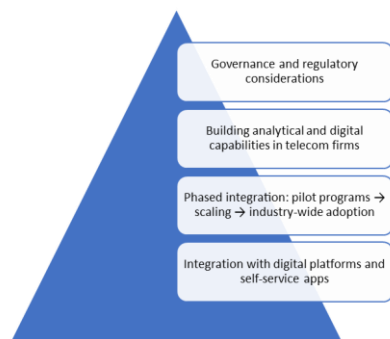 Governance and regulatory
considerations
Building analytical and digital
capabilities in telecom firms
Phased integration: pilot programs →
scaling → industry-wide adoption
Integration with digital platforms and
self-service apps